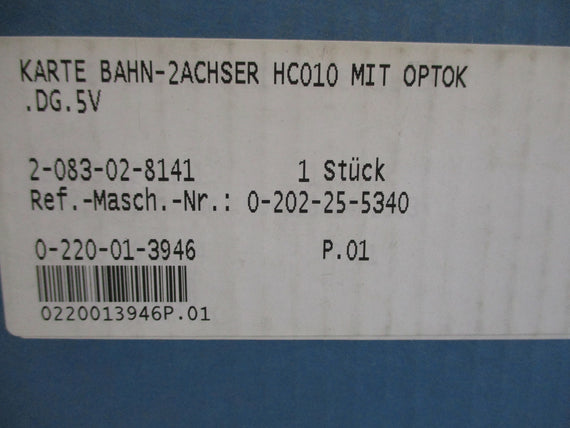 KARTE BAHN-2ACHSER HC010 MIT OPTOK
.DG.5V
2-083-02-8141 1 Stück
Ref.-Masch.-Nr.: 0-202-25-5340
0-220-01-3946 P.01
0220013946P.01